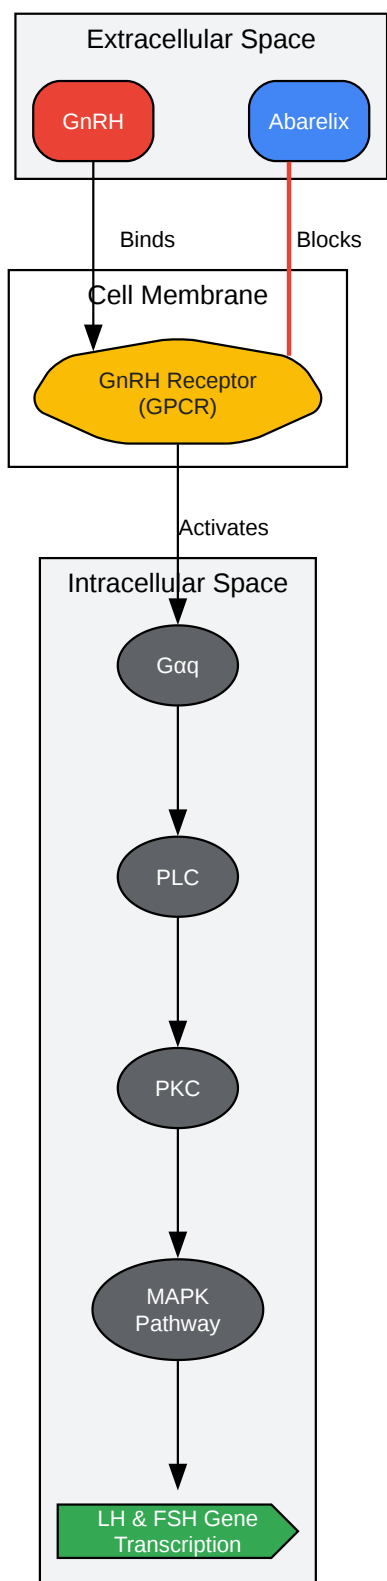 Extracellular Space
GnRH
Abarelix
Binds
Blocks
Cell Membrane
GnRH Receptor
(GPCR)
Activates
Intracellular Space
Gαq
PLC
PKC
MAPK
Pathway
LH & FSH Gene
Transcription